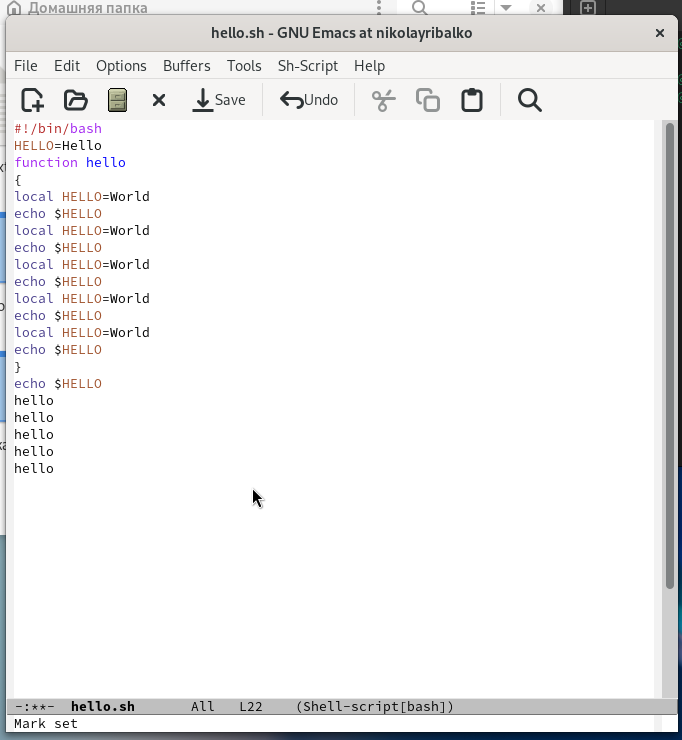 Домашняя папка
hello.sh - GNU Emacs at nikolayribalko
File Edit Options Buffers Tools Sh-Script Help
Save Undo
#!/bin/bash
HELLO=Hello
function hello
{
local HELLO=World
echo $HELLO
local HELLO=World
echo $HELLO
local HELLO=World
echo $HELLO
local HELLO=World
echo $HELLO
local HELLO=World
echo $HELLO
}
echo $HELLO
hello
hello
hello
hello
hello
-:**- hello.sh All L22 (Shell-script[bash])
Mark set